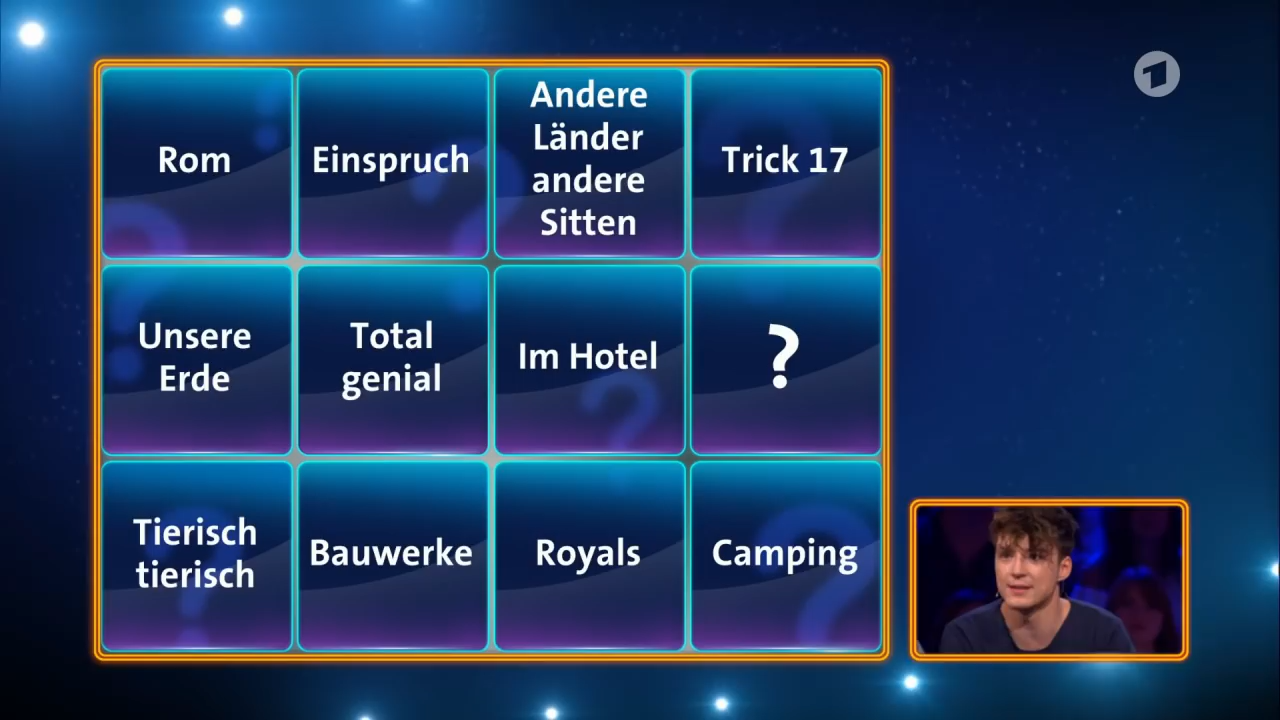 Rom
Einspruch
Andere
Länder
andere
Sitten
Trick 17
Unsere
Erde
Total
genial
Im Hotel
?
Tierisch
tierisch
Bauwerke
Royals
Camping
1